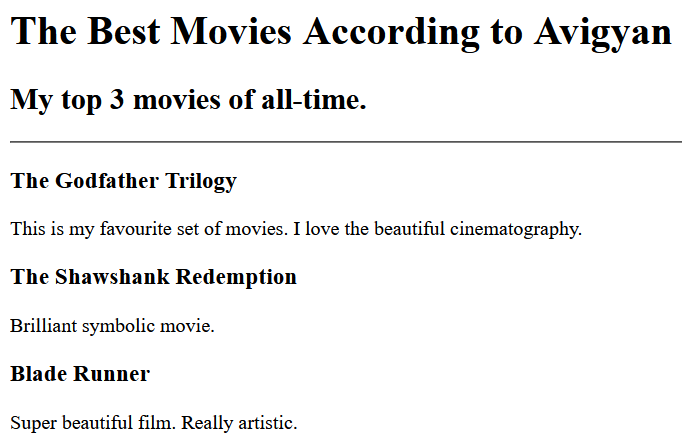 The Best Movies According to Avigyan
My top 3 movies of all-time.
The Godfather Trilogy
This is my favourite set of movies. I love the beautiful cinematography.
The Shawshank Redemption
Brilliant symbolic movie.
Blade Runner
Super beautiful film. Really artistic.